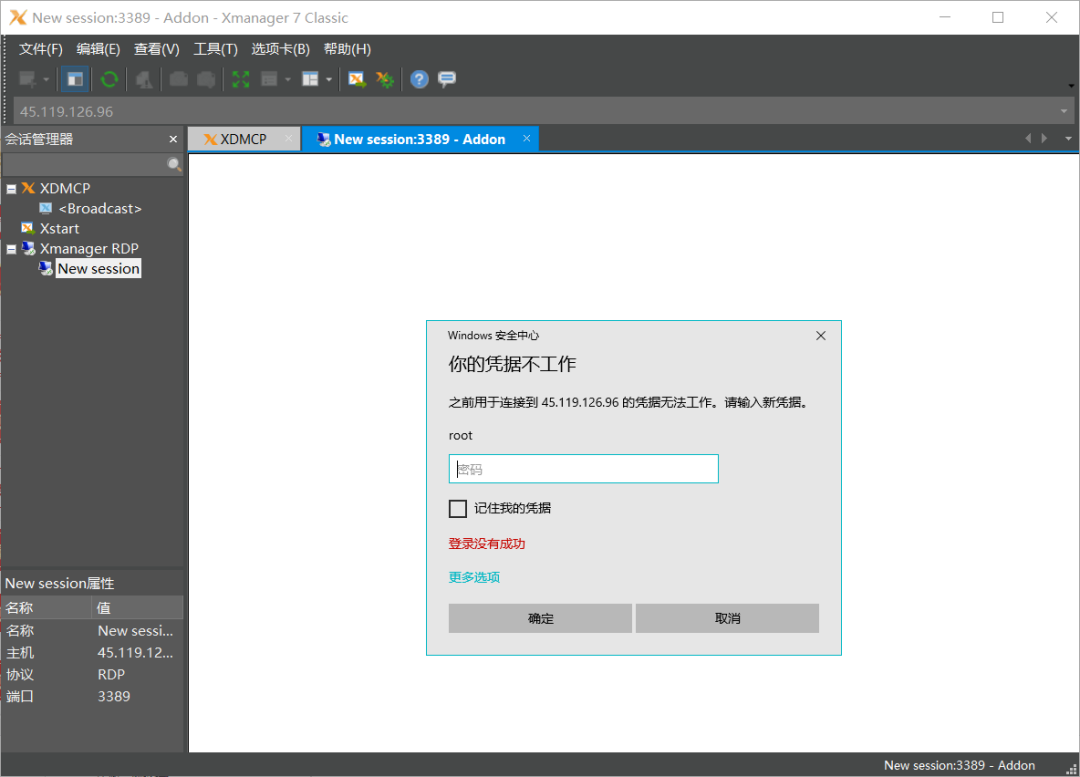 New session:3389 - Addon - Xmanager 7 Classic
文件(F) 编辑(E) 查看(V) 工具(T) 选项卡(B) 帮助(H)
45.119.126.96
会话管理器
XDMCP
New session:3389 - Addon
XDMCP
<Broadcast>
Xstart
Xmanager RDP
New session
Windows 安全中心
你的凭据不工作
之前用于连接到 45.119.126.96 的凭据无法工作。请输入新凭据。
root
密码
记住我的凭据
登录没有成功
更多选项
确定 取消
New session属性
名称 值
名称 New sessi...
主机 45.119.12...
协议 RDP
端口 3389
New session:3389 - Addon